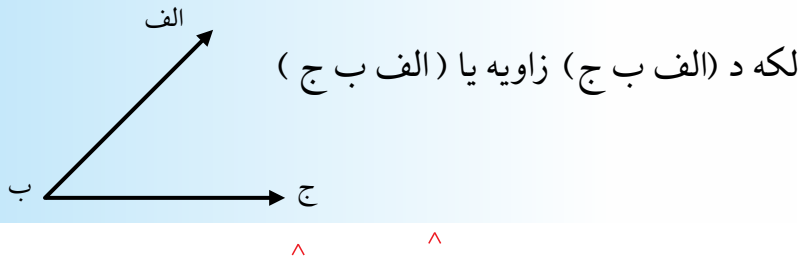 الف
لکه د (الف ب ج) زاویه یا (الف ب ج)
ب
ج
^ ^